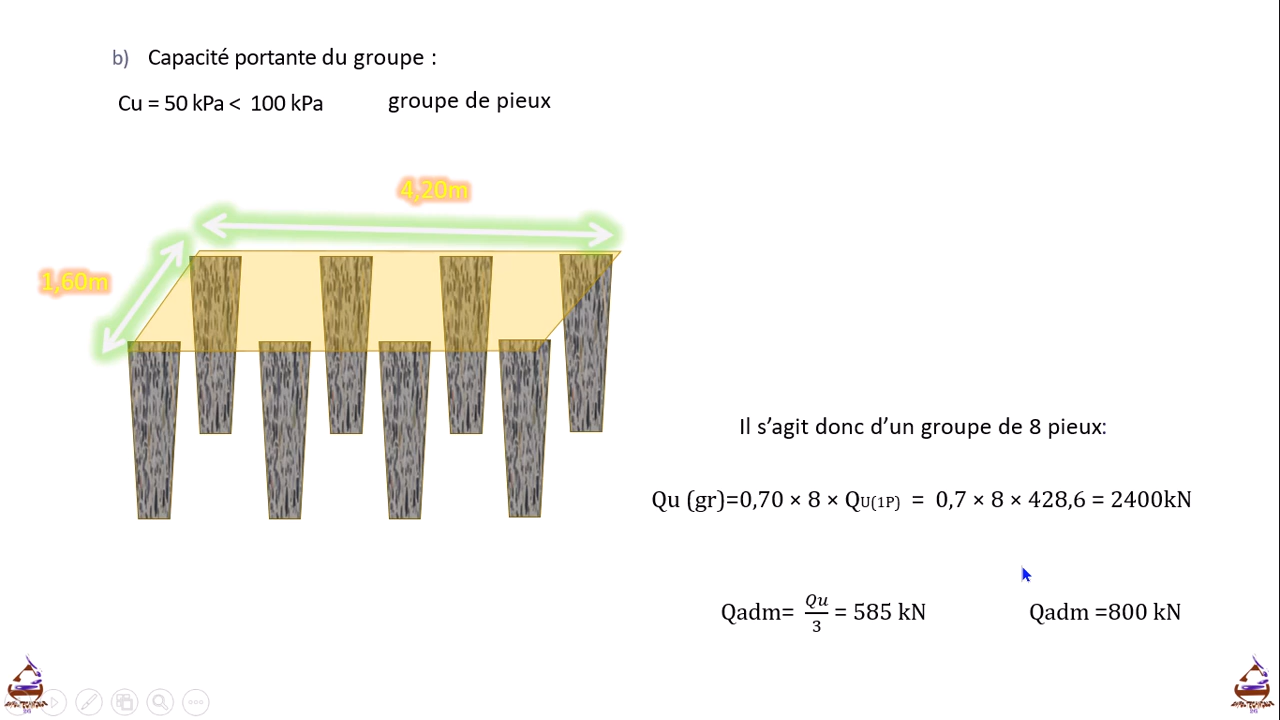 b) Capacité portante du groupe :
Cu = 50 kPa < 100 kPa groupe de pieux
4,20m
1,60m
Il s’agit donc d’un groupe de 8 pieux:
Qu (gr)=0,70 × 8 × QU(1P) = 0,7 × 8 × 428,6 = 2400kN
Qadm= Qu/3 = 585 kN Qadm =800 kN